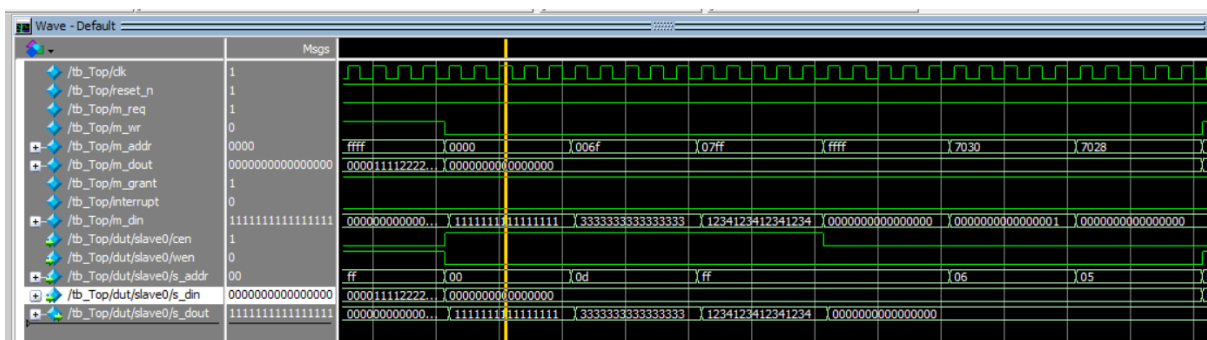 Wave - Default
Msgs
/tb_Top/clk 1
/tb_Top/reset_n 1
/tb_Top/m_req 1
/tb_Top/m_wr 0
/tb_Top/m_addr 0000 ffff 0000 006f 07ff ffff 7030 7028
/tb_Top/m_dout 0000000000000000 000011112222... 0000000000000000
/tb_Top/m_grant 1
/tb_Top/interrupt 0
/tb_Top/m_din 1111111111111111 000000000000... 1111111111111111 3333333333333333 1234123412341234 0000000000000000 0000000000000001 0000000000000000
/tb_Top/dut/slave0/cen 1
/tb_Top/dut/slave0/wen 0
/tb_Top/dut/slave0/s_addr 00 ff 00 0d ff 06 05
/tb_Top/dut/slave0/s_din 0000000000000000 000011112222... 0000000000000000
/tb_Top/dut/slave0/s_dout 1111111111111111 000000000000... 1111111111111111 3333333333333333 1234123412341234 0000000000000000